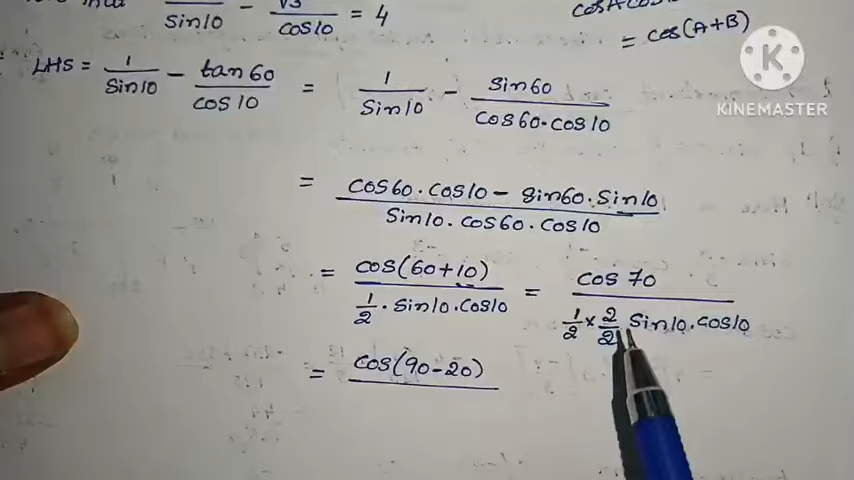 1/sin10 - √3/cos10 = 4
= cos(A+B)
LHS = 1/sin10 - tan60/cos10 = 1/sin10 - sin60/cos60·cos10
= cos60·cos10 - sin60·sin10/sin10·cos60·cos10
= cos(60+10)/1/2·sin10·cos10 = cos 70/1/2×2/2 sin10·cos10
= cos(90-20)
K
KINEMASTER